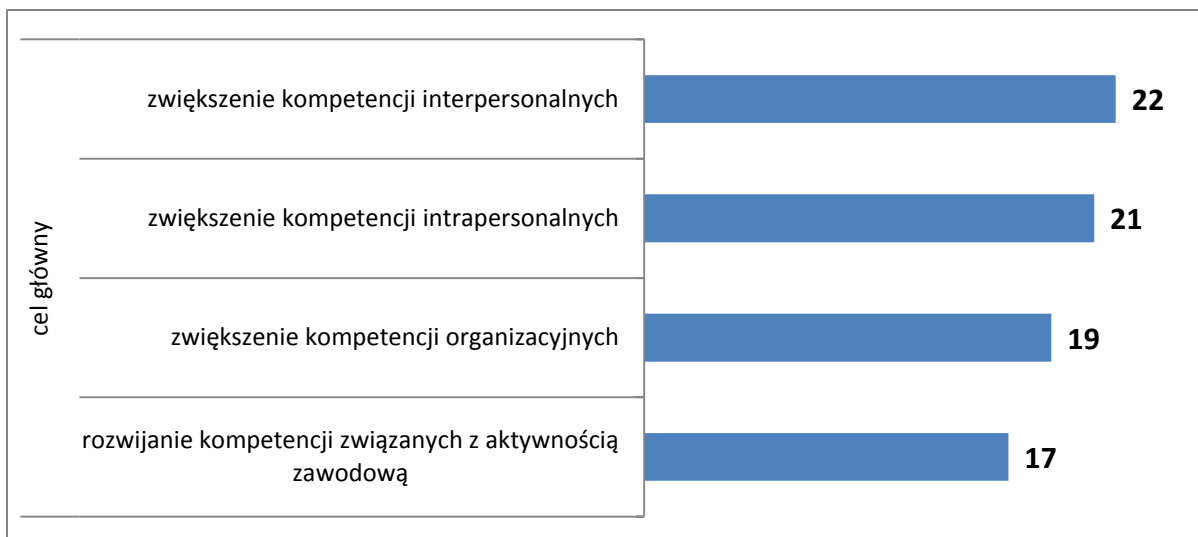 cel główny
zwiększenie kompetencji interpersonalnych
22
zwiększenie kompetencji intrapersonalnych
21
zwiększenie kompetencji organizacyjnych
19
rozwijanie kompetencji związanych z aktywnością
zawodową
17